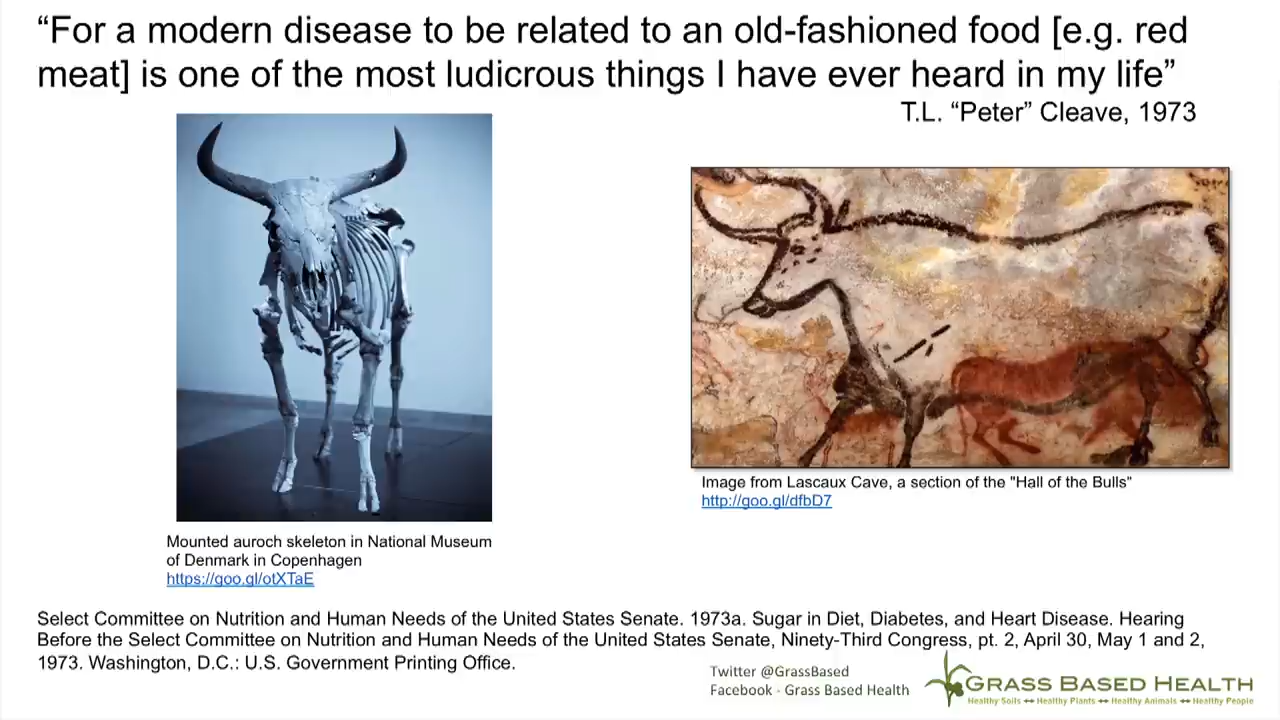 “For a modern disease to be related to an old-fashioned food [e.g. red
meat] is one of the most ludicrous things I have ever heard in my life”
T.L. “Peter” Cleave, 1973
Image from Lascaux Cave, a section of the "Hall of the Bulls"
http://goo.gl/dfbD7
Mounted auroch skeleton in National Museum
of Denmark in Copenhagen
https://goo.gl/otXTaE
Select Committee on Nutrition and Human Needs of the United States Senate. 1973a. Sugar in Diet, Diabetes, and Heart Disease. Hearing
Before the Select Committee on Nutrition and Human Needs of the United States Senate, Ninety-Third Congress, pt. 2, April 30, May 1 and 2,
1973. Washington, D.C.: U.S. Government Printing Office.
Twitter @GrassBased
Facebook - Grass Based Health
GRASS BASED HEALTH
Healthy Soils ↔ Healthy Plants ↔ Healthy Animals ↔ Healthy People